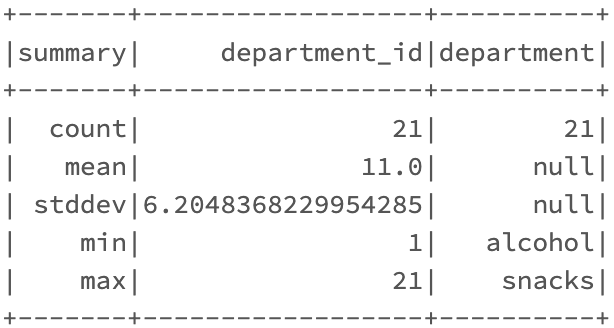 +-------+-----------------+----------+
|summary|    department_id|department|
+-------+-----------------+----------+
|  count|               21|        21|
|   mean|             11.0|      null|
| stddev|6.2048368229954285|      null|
|    min|                1|   alcohol|
|    max|               21|    snacks|
+-------+-----------------+----------+